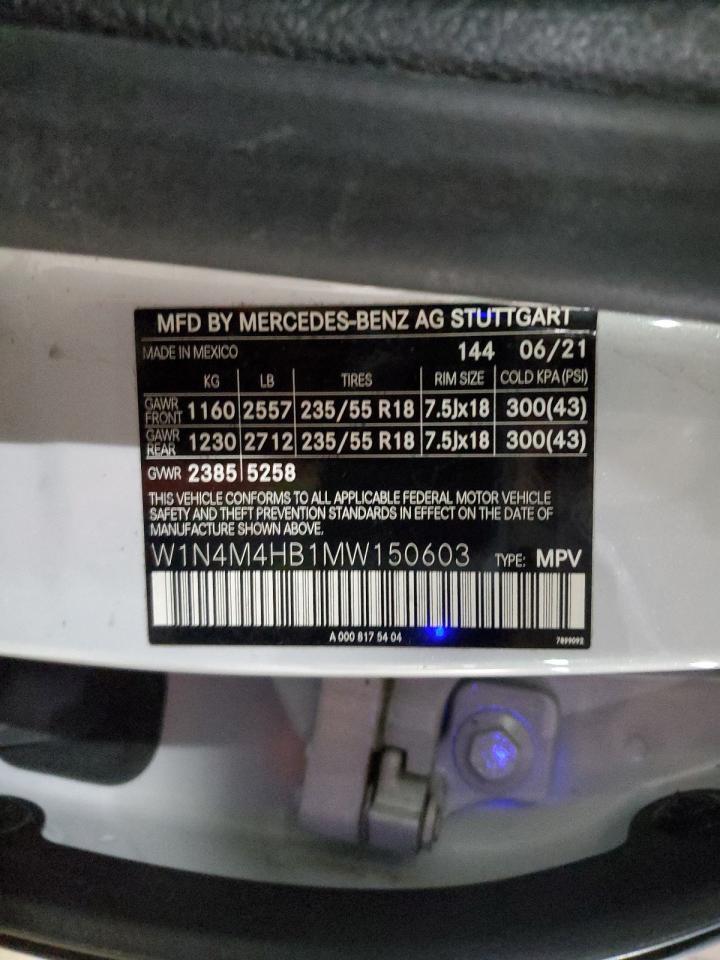 MFD BY MERCEDES-BENZ AG STUTTGART
MADE IN MEXICO 144 06/21
KG LB TIRES RIM SIZE COLD KPA(PSI)
GAWR FRONT 1160 2557 235/55 R18 7.5Jx18 300(43)
GAWR REAR 1230 2712 235/55 R18 7.5Jx18 300(43)
GVWR 2385 5258
THIS VEHICLE CONFORMS TO ALL APPLICABLE FEDERAL MOTOR VEHICLE
SAFETY AND THEFT PREVENTION STANDARDS IN EFFECT ON THE DATE OF
MANUFACTURE SHOWN ABOVE.
W1N4M4HB1MW150603 TYPE: MPV
A 000 817 54 04 7899092